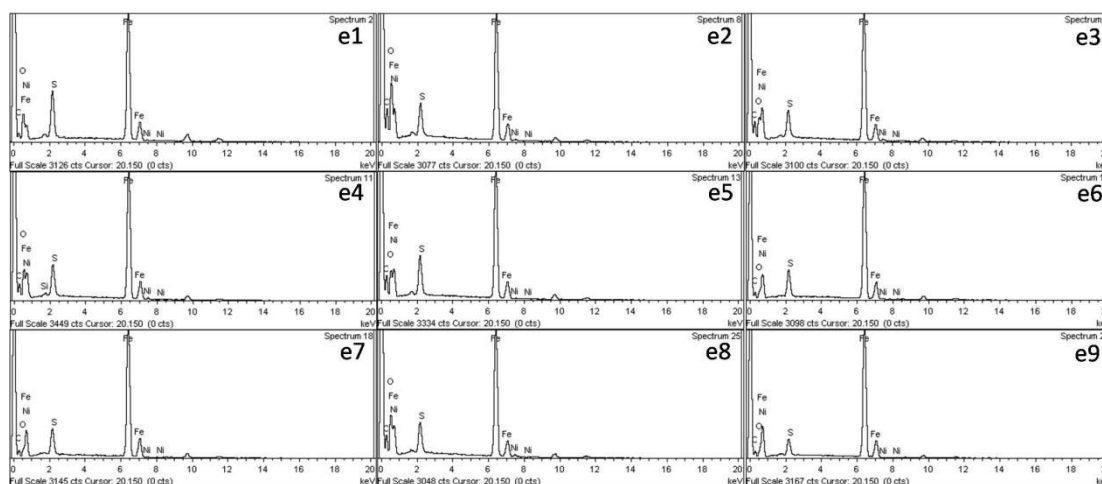 Spectrum 2
e1
Fe
O
Ni
Fe
S
C
Fe
Ni Ni
0 2 4 6 8 10 12 14 16 18 20
Full Scale 3126 cts Cursor: 20.150 (0 cts) keV
Spectrum 8
e2
Fe
O
Fe
Ni
S
C
Fe
Ni Ni
0 2 4 6 8 10 12 14 16 18 20
Full Scale 3077 cts Cursor: 20.150 (0 cts) keV
Spectrum
e3
Fe
Fe
Ni
O
S
C
Fe
Ni Ni
0 2 4 6 8 10 12 14 16 18
Full Scale 3100 cts Cursor: 20.150 (0 cts)
Spectrum 11
e4
Fe
O
Fe
Ni
S
C
Si
Fe
Ni Ni
0 2 4 6 8 10 12 14 16 18 20
Full Scale 3449 cts Cursor: 20.150 (0 cts) keV
Spectrum 13
e5
Fe
Fe
Ni
O
S
C
Fe
Ni Ni
0 2 4 6 8 10 12 14 16 18 20
Full Scale 3334 cts Cursor: 20.150 (0 cts) keV
Spectrum 1
e6
Fe
Fe
Ni
O
S
C
Fe
Ni Ni
0 2 4 6 8 10 12 14 16 18
Full Scale 3098 cts Cursor: 20.150 (0 cts)
Spectrum 18
e7
Fe
Fe
Ni
O
S
C
Fe
Ni Ni
0 2 4 6 8 10 12 14 16 18 20
Full Scale 3145 cts Cursor: 20.150 (0 cts) keV
Spectrum 25
e8
Fe
O
Fe
Ni
S
C
Fe
Ni Ni
0 2 4 6 8 10 12 14 16 18 20
Full Scale 3048 cts Cursor: 20.150 (0 cts) keV
Spectrum 2
e9
Fe
Fe
Ni
O
S
C
Fe
Ni Ni
0 2 4 6 8 10 12 14 16 18
Full Scale 3167 cts Cursor: 20.150 (0 cts)